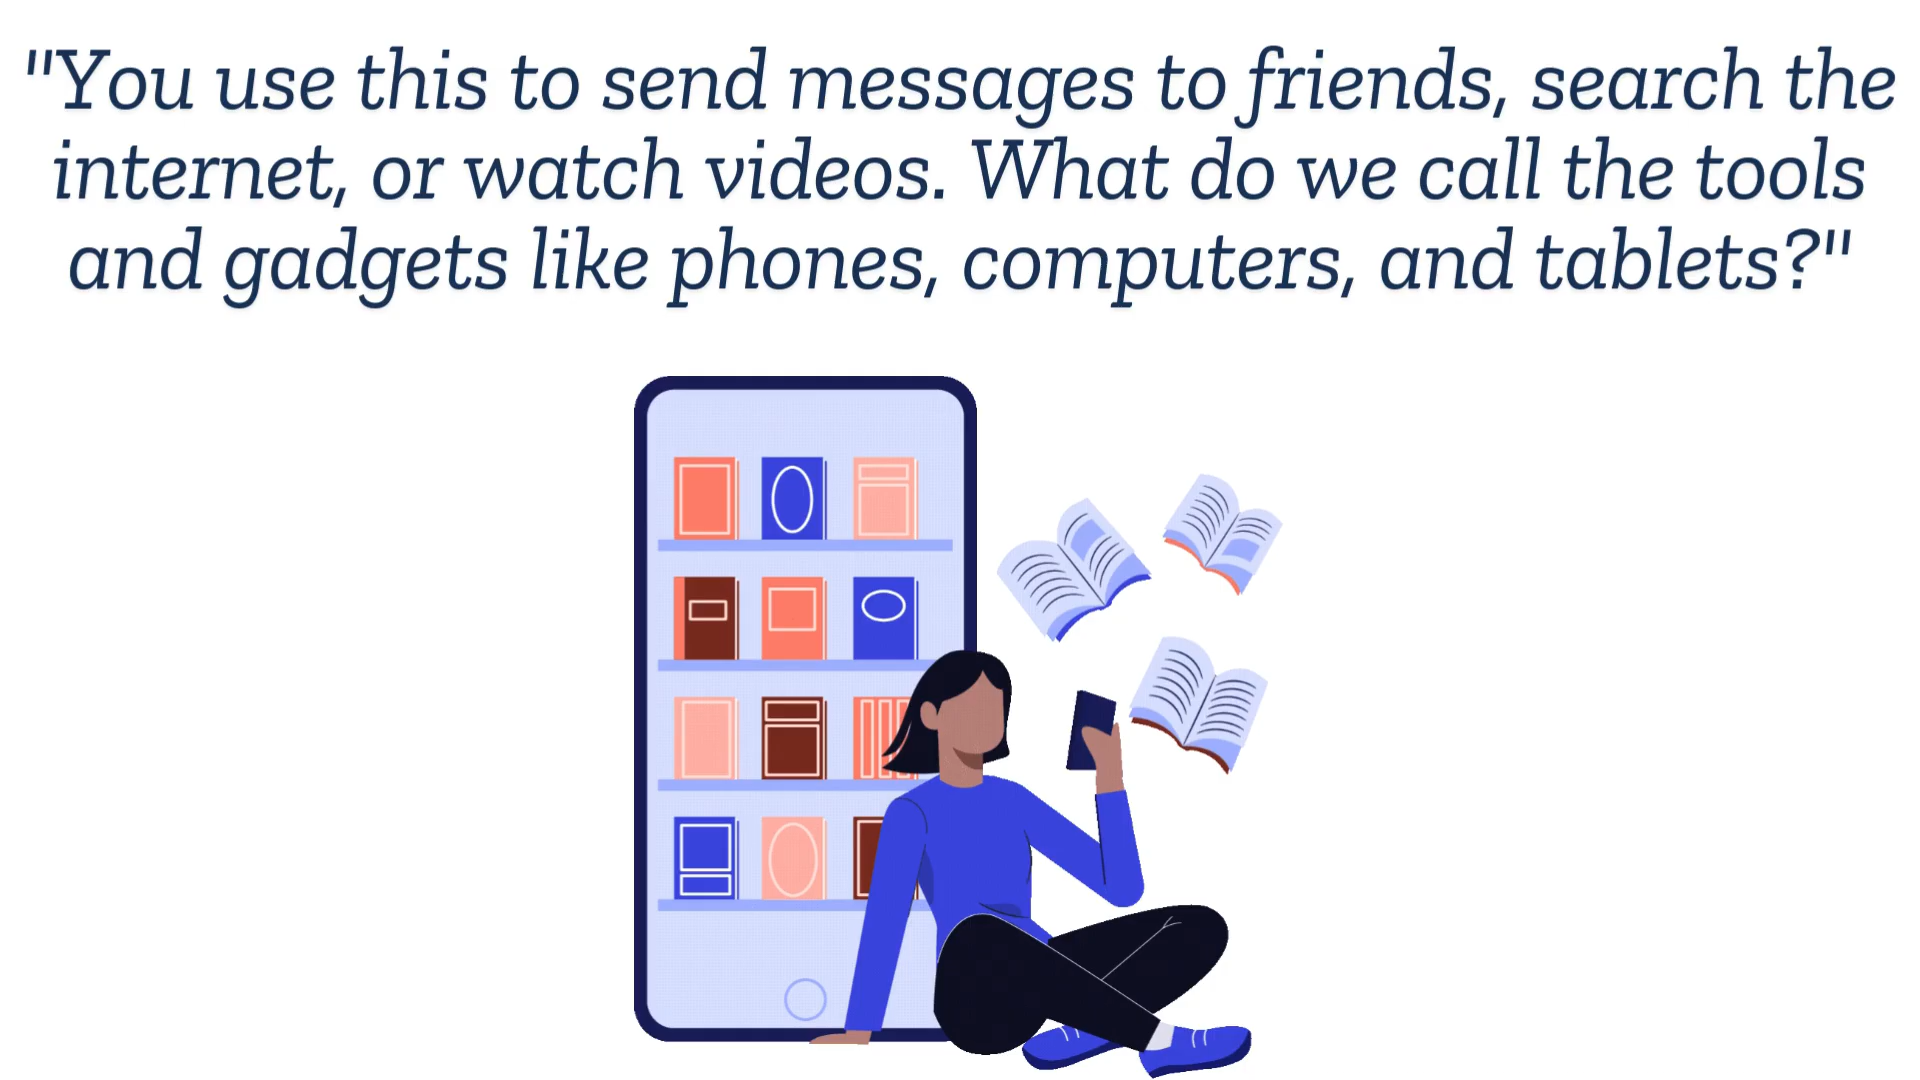 "You use this to send messages to friends, search the
internet, or watch videos. What do we call the tools
and gadgets like phones, computers, and tablets?"